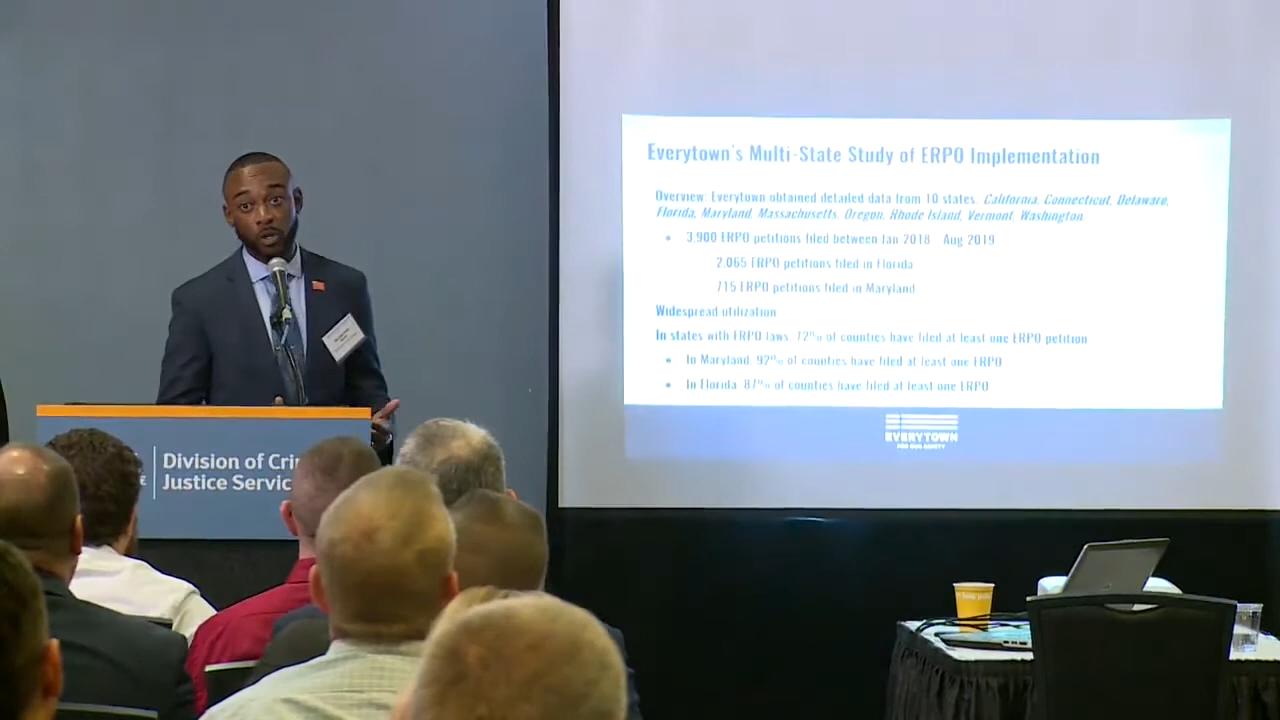 Everytown's Multi-State Study of ERPO Implementation
Overview: Everytown obtained detailed data from 10 states. California, Connecticut, Delaware,
Florida, Maryland, Massachusetts, Oregon, Rhode Island, Vermont, Washington
3,900 ERPO petitions filed between Jan 2018 Aug 2019
2,065 ERPO petitions filed in Florida
715 ERPO petitions filed in Maryland
Widespread utilization
In states with ERPO laws, 72% of counties have filed at least one ERPO petition
• In Maryland, 92% of counties have filed at least one ERPO
• In Florida, 87% of counties have filed at least one ERPO
EVERYTOWN
FOR GUN SAFETY
Division of Cri
Justice Servic